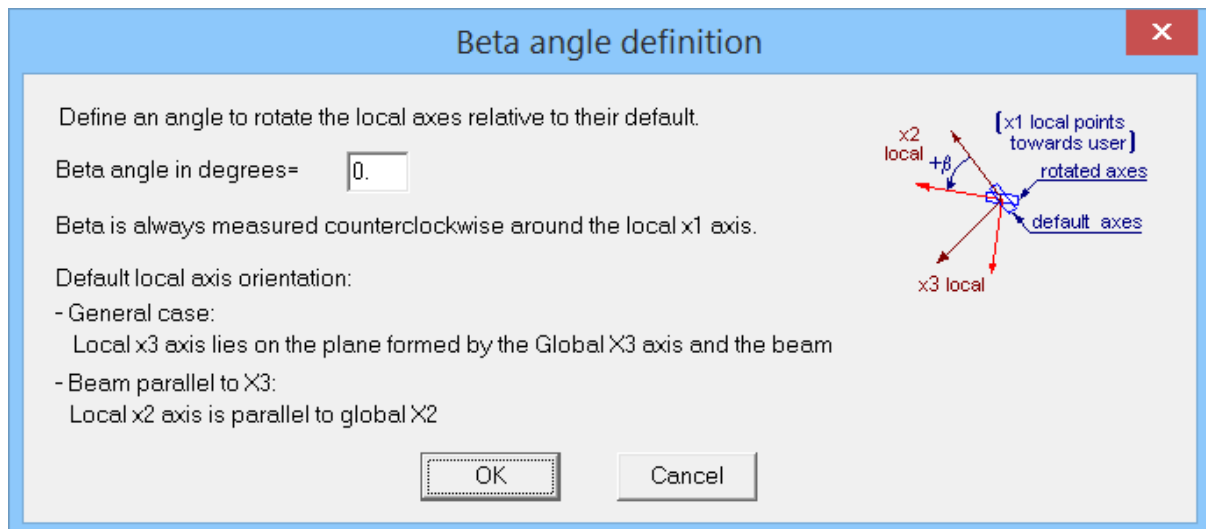 Beta angle definition
Define an angle to rotate the local axes relative to their default.
Beta angle in degrees= 0.
Beta is always measured counterclockwise around the local x1 axis.
Default local axis orientation:
- General case:
Local x3 axis lies on the plane formed by the Global X3 axis and the beam
- Beam parallel to X3:
Local x2 axis is parallel to global X2
x2
local
+β
(x1 local points
towards user)
rotated axes
default axes
x3 local
OK
Cancel